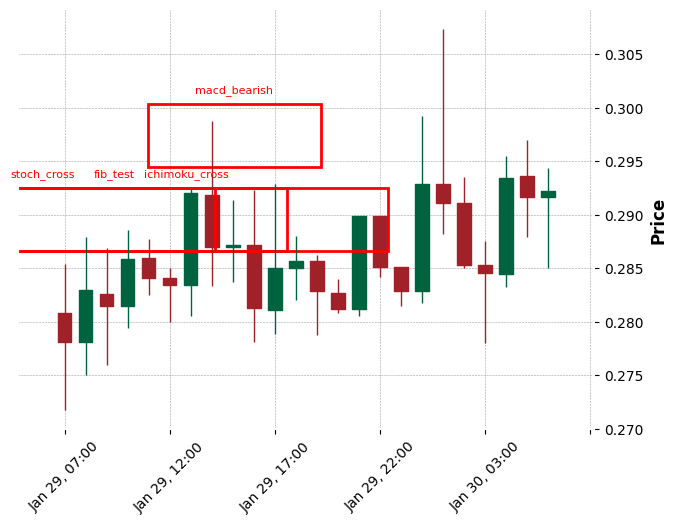 macd_bearish
stoch_cross fib_test ichimoku_cross
0.305
0.300
0.295
0.290
0.285
0.280
0.275
0.270
Price
Jan 29, 07:00
Jan 29, 12:00
Jan 29, 17:00
Jan 29, 22:00
Jan 30, 03:00